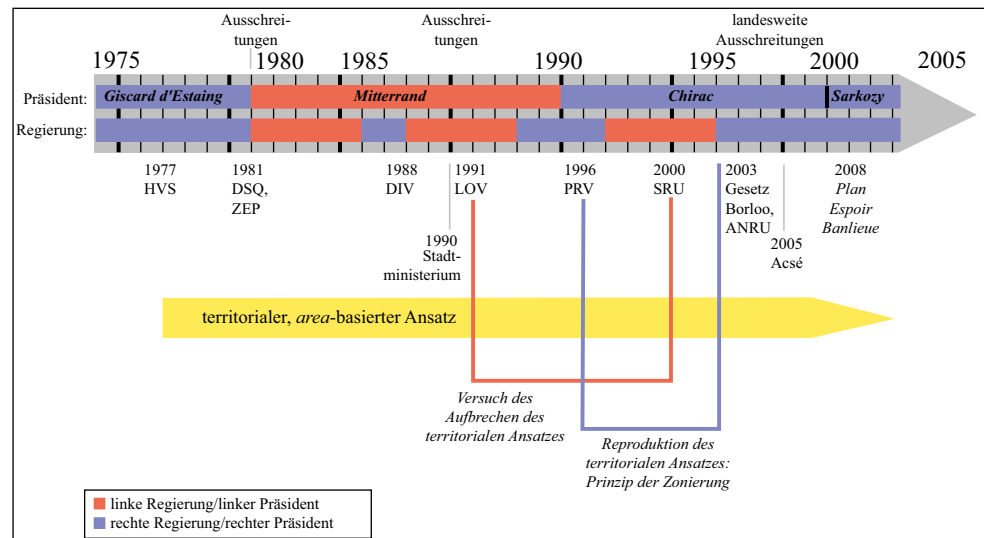 Ausschrei-
tungen
Ausschrei-
tungen
landesweite
Ausschreitungen
1975 1980 1985 1990 1995 2000 2005
Präsident: Giscard d'Estaing Mitterrand Chirac Sarkozy
Regierung:
1977
HVS
1981
DSQ,
ZEP
1988
DIV
1991
LOV
1996
PRV
2000
SRU
2003
Gesetz
Borloo,
ANRU
2008
Plan
Espoir
Banlieue
1990
Stadt-
ministerium
2005
Acsé
territorialer, area-basierter Ansatz
Versuch des
Aufbrechen des
territorialen Ansatzes
Reproduktion des
territorialen Ansatzes:
Prinzip der Zonierung
linke Regierung/linker Präsident
rechte Regierung/rechter Präsident